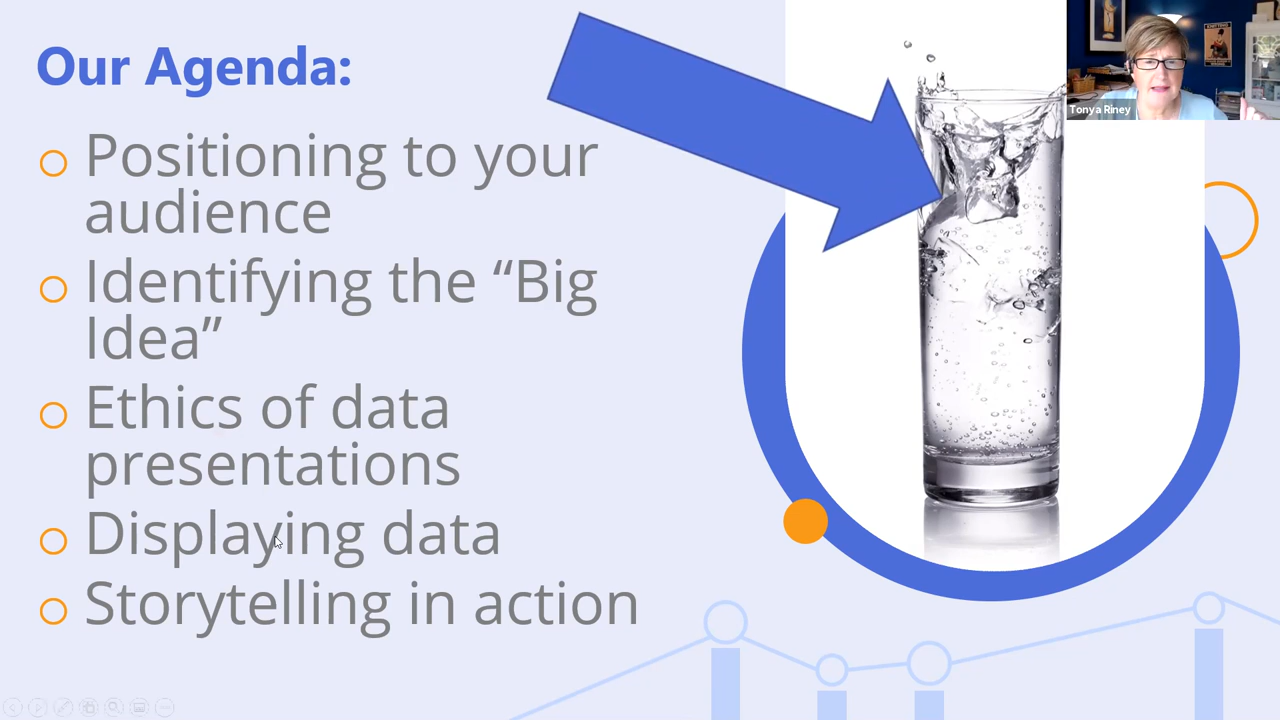 Our Agenda:
Positioning to your
audience
Identifying the “Big
Idea”
Ethics of data
presentations
Displaying data
Storytelling in action
Tonya Riney